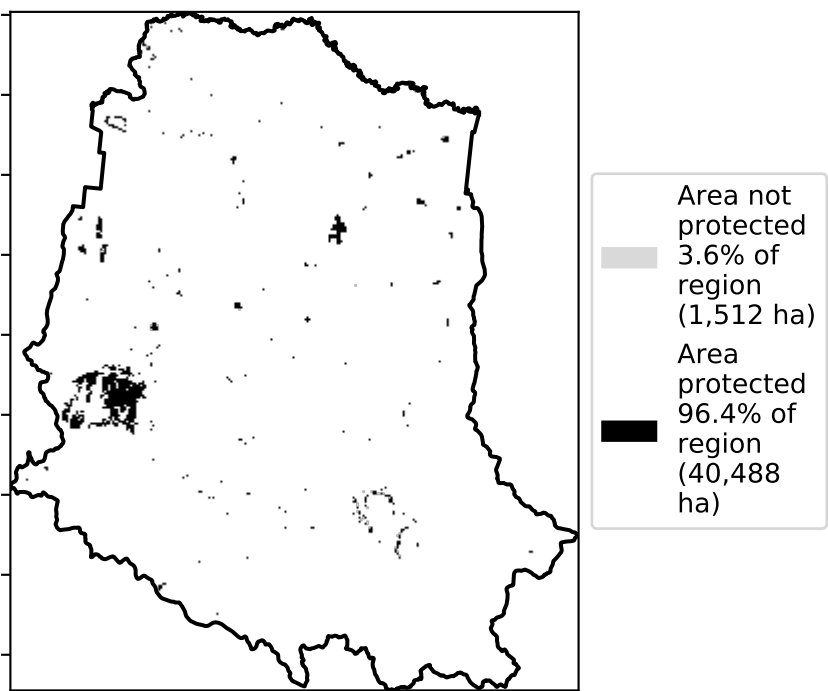 Area not
protected
3.6% of
region
(1,512 ha)
Area
protected
96.4% of
region
(40,488
ha)